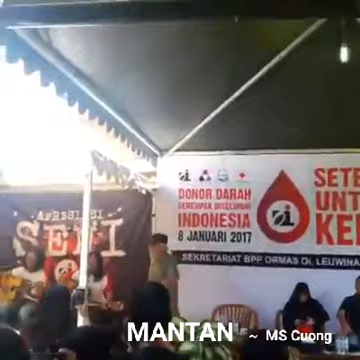 APRESIASI
SENI
DONOR DARAH
SERENTAK DISELURUH
INDONESIA
8 JANUARI 2017
SETE
UNTU
KE
SEKRETARIAT BPP ORMAS OI, LEUWINA
MANTAN ~ MS Cuong